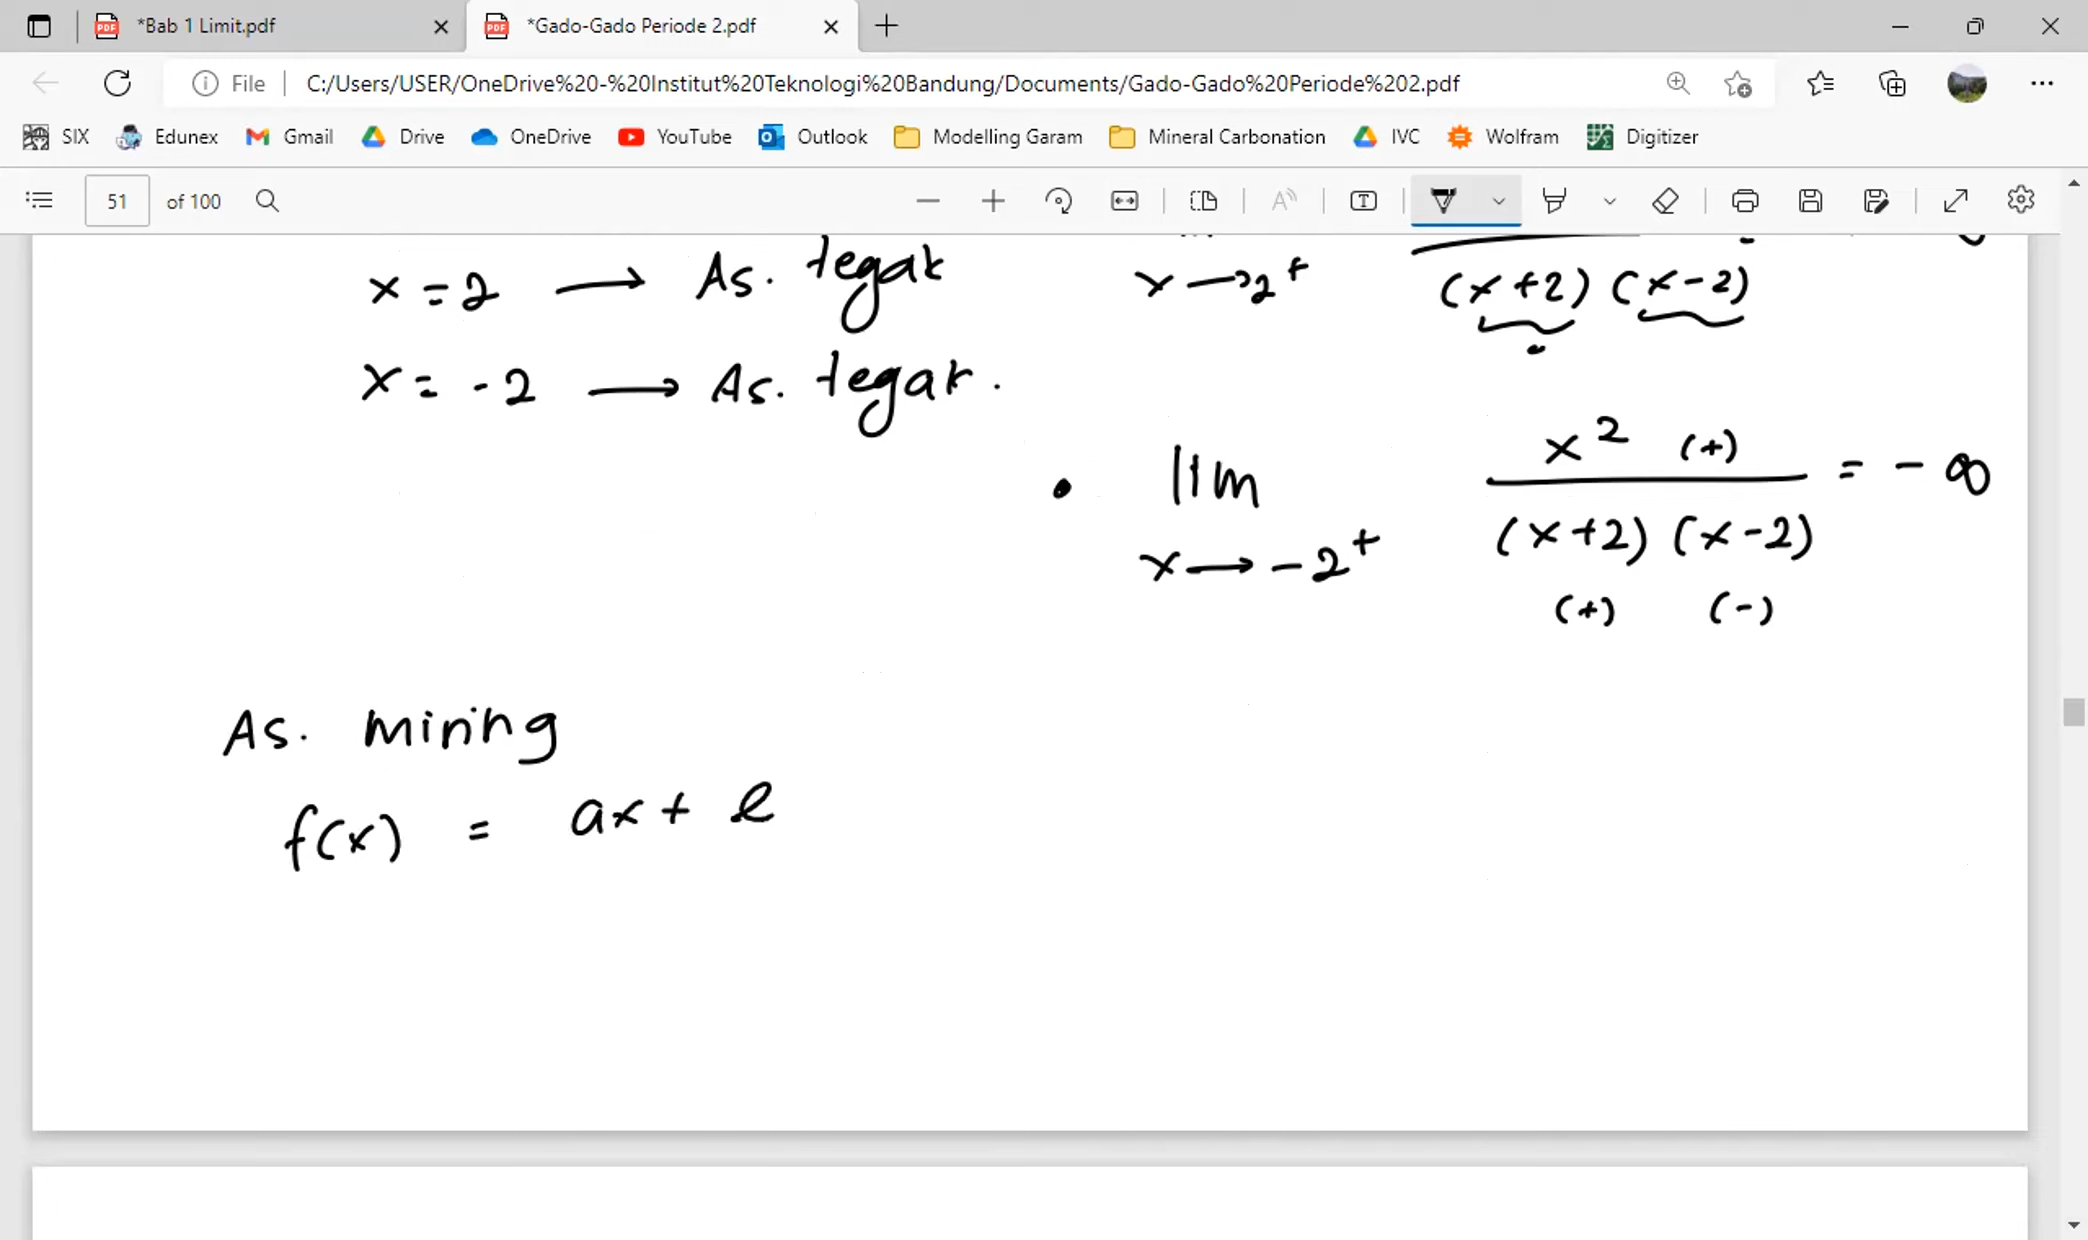 *Bab 1 Limit.pdf
*Gado-Gado Periode 2.pdf
File
C:/Users/USER/OneDrive%20-%20Institut%20Teknologi%20Bandung/Documents/Gado-Gado%20Periode%202.pdf
SIX Edunex Gmail Drive OneDrive YouTube Outlook Modelling Garam Mineral Carbonation IVC Wolfram Digitizer
51 of 100
x = 2 → As. tegak
x → 2⁺
(x+2) (x-2)
x = -2 → As. tegak.
• lim x → -2⁺
x² (+)
(x+2) (x-2)
(+) (-)
= -∞
As. miring
f(x) = ax +